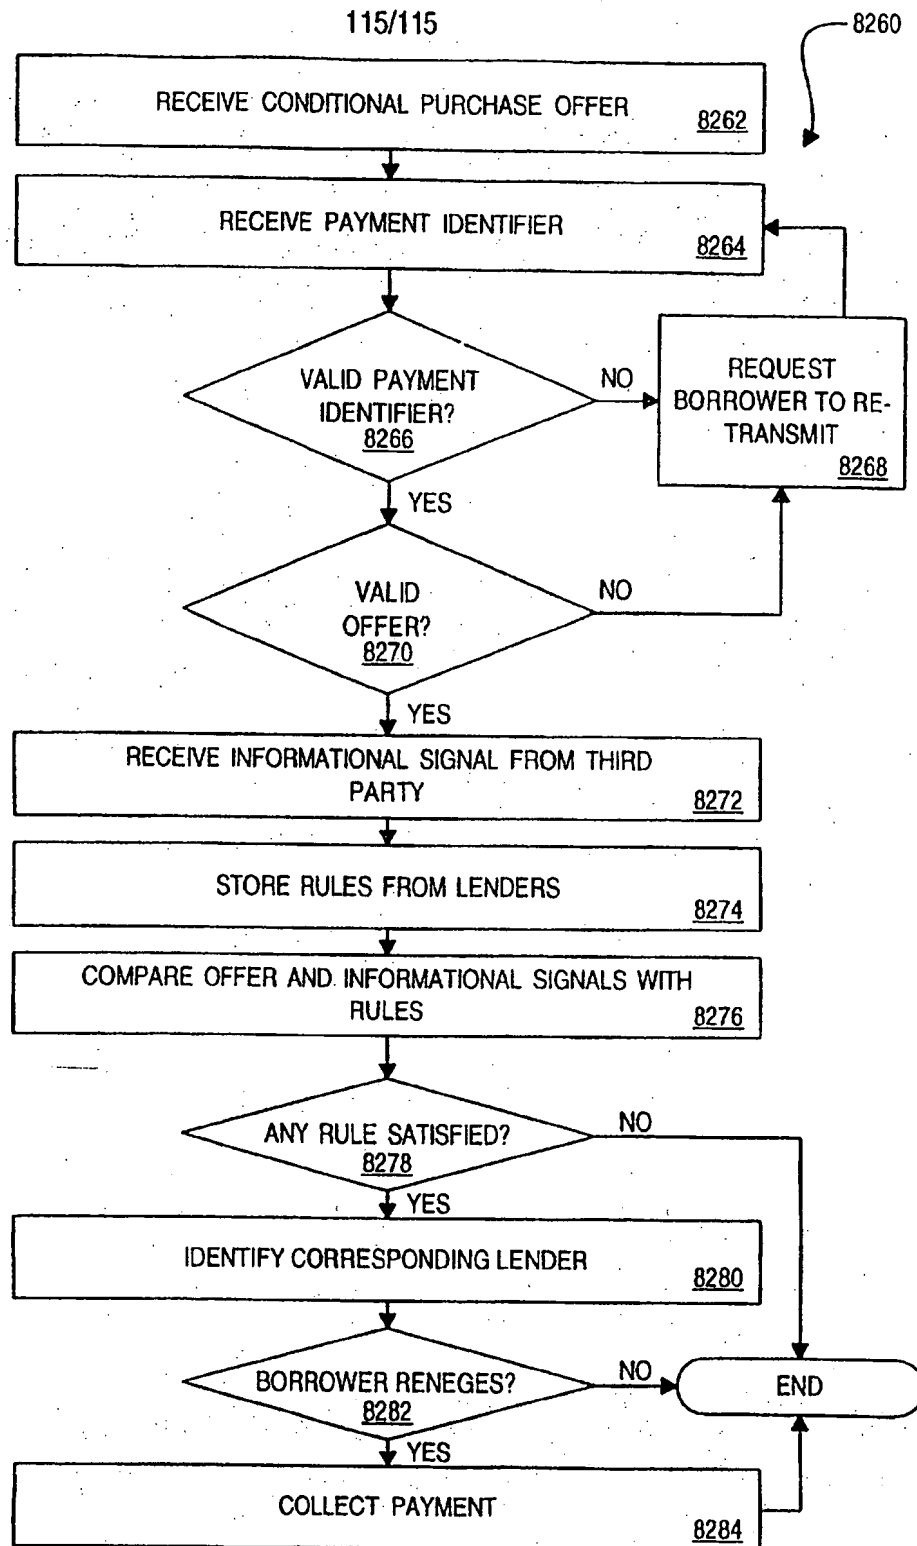 115/115
8260
RECEIVE CONDITIONAL PURCHASE OFFER
8262
RECEIVE PAYMENT IDENTIFIER
8264
VALID PAYMENT
IDENTIFIER?
8266
NO
REQUEST
BORROWER TO RE-
TRANSMIT
8268
YES
VALID
OFFER?
8270
NO
YES
RECEIVE INFORMATIONAL SIGNAL FROM THIRD
PARTY
8272
STORE RULES FROM LENDERS
8274
COMPARE OFFER AND INFORMATIONAL SIGNALS WITH
RULES
8276
ANY RULE SATISFIED?
8278
NO
YES
IDENTIFY CORRESPONDING LENDER
8280
BORROWER RENEGES?
8282
NO
END
YES
COLLECT PAYMENT
8284